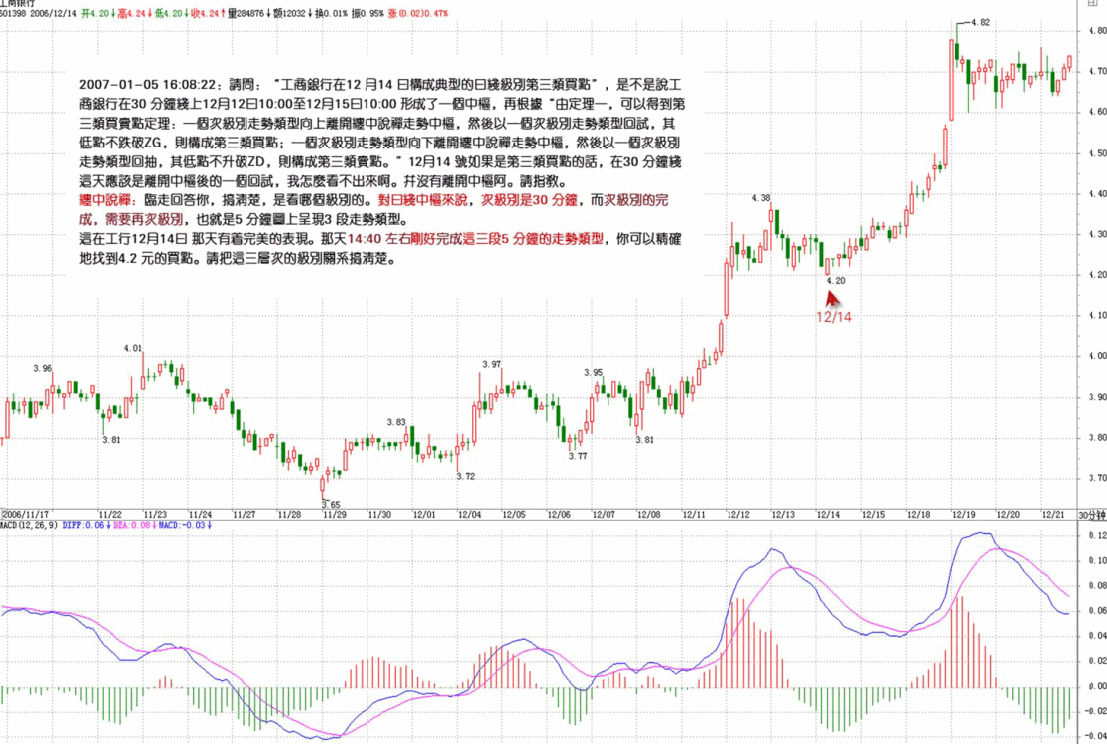 工商银行
601398 2006/12/14 开4.20↓高4.24↓低4.20↓收4.24↑量284876↓额12032↓换0.01% 振0.95% 涨(0.02)0.47%
2007-01-05 16:08:22：請問：“工商銀行在12 月14 日構成典型的日綫級別第三類買點”，是不是說工
商銀行在30 分鐘綫上12月12日10:00至12月15日10:00 形成了一個中樞，再根據“由定理一，可以得到第
三類買賣點定理：一個次級別走勢類型向上離開纏中說禪走勢中樞，然後以一個次級別走勢類型回試，其
低點不跌破ZG，則構成第三類買點；一個次級別走勢類型向下離開纏中說禪走勢中樞，然後以一個次級別
走勢類型回抽，其低點不升破ZD，則構成第三類賣點。”12月14 號如果是第三類買點的話，在30 分鐘綫
這天應該是離開中樞後的一個回試，我怎麼看不出來啊。幷沒有離開中樞阿。請指教。
纏中說禪：臨走回答你，搞清楚，是看哪個級別的。對日綫中樞來說，次級別是30 分鐘，而次級別的完
成，需要再次級別，也就是5 分鐘圖上呈現3 段走勢類型。
這在工行12月14日 那天有着完美的表現。那天14:40 左右剛好完成這三段5 分鐘的走勢類型，你可以精確
地找到4.2 元的買點。請把這三層次的級別關系搞清楚。
4.82
4.80
4.70
4.60
4.50
4.40
4.38
4.30
4.20
4.20
12/14
4.10
4.01
4.00
3.96
3.97
3.95
3.90
3.83
3.81
3.81
3.80
3.77
3.72
3.70
3.65
2006/11/17 11/22 11/23 11/24 11/27 11/28 11/29 11/30 12/01 12/04 12/05 12/06 12/07 12/08 12/11 12/12 12/13 12/14 12/15 12/18 12/19 12/20 12/21 30分钟
MACD(12,26,9) DIFF:0.06↓ DEA:0.08↓ MACD:-0.03↓
0.12
0.10
0.08
0.06
0.04
0.02
0.00
-0.02
-0.04